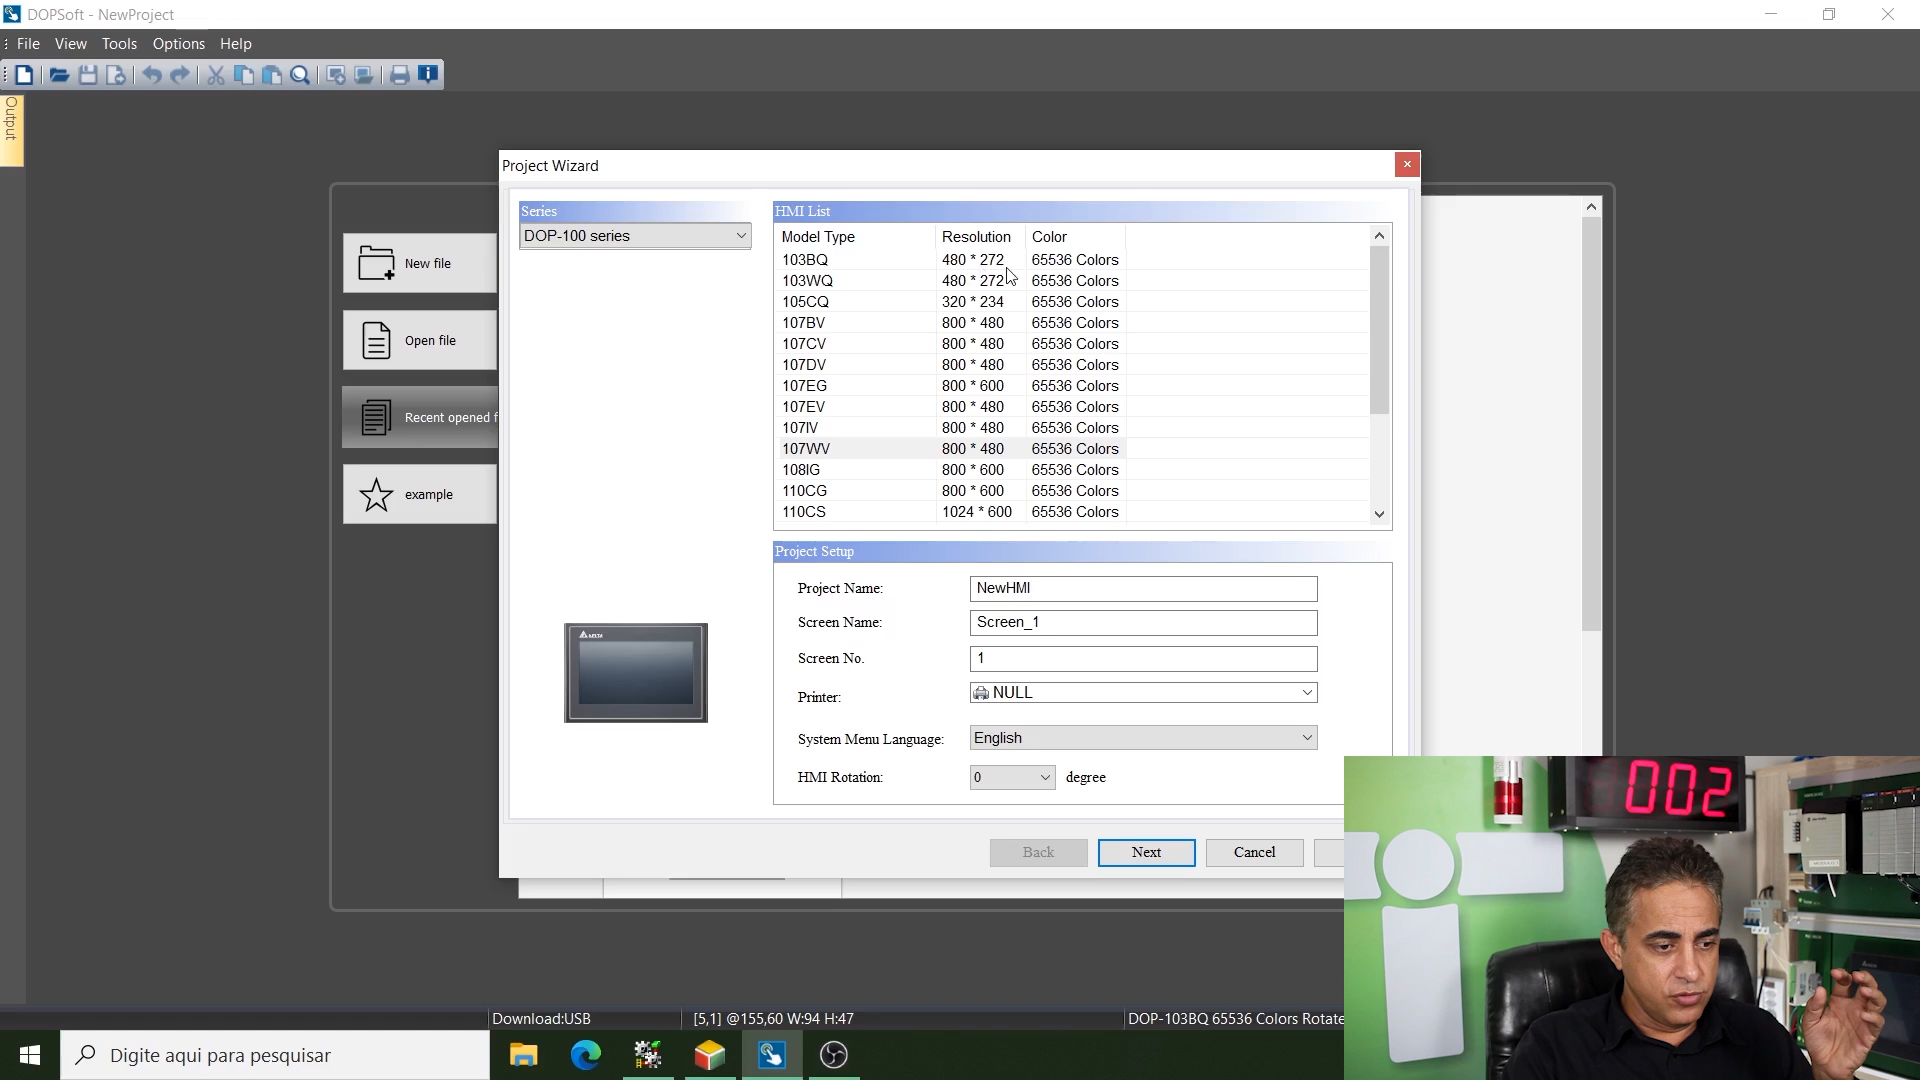 DOPSoft - NewProject
File View Tools Options Help
Output
Project Wizard
Series
DOP-100 series
HMI List
Model Type Resolution Color
103BQ 480 * 272 65536 Colors
103WQ 480 * 272 65536 Colors
105CQ 320 * 234 65536 Colors
107BV 800 * 480 65536 Colors
107CV 800 * 480 65536 Colors
107DV 800 * 480 65536 Colors
107EG 800 * 600 65536 Colors
107EV 800 * 480 65536 Colors
107IV 800 * 480 65536 Colors
107WV 800 * 480 65536 Colors
108IG 800 * 600 65536 Colors
110CG 800 * 600 65536 Colors
110CS 1024 * 600 65536 Colors
New file
Open file
Recent opened f
example
DELTA
Project Setup
Project Name: NewHMI
Screen Name: Screen_1
Screen No. 1
Printer: NULL
System Menu Language: English
HMI Rotation: 0 degree
Back Next Cancel
002
Download:USB [5,1] @155,60 W:94 H:47 DOP-103BQ 65536 Colors Rotate
Digite aqui para pesquisar